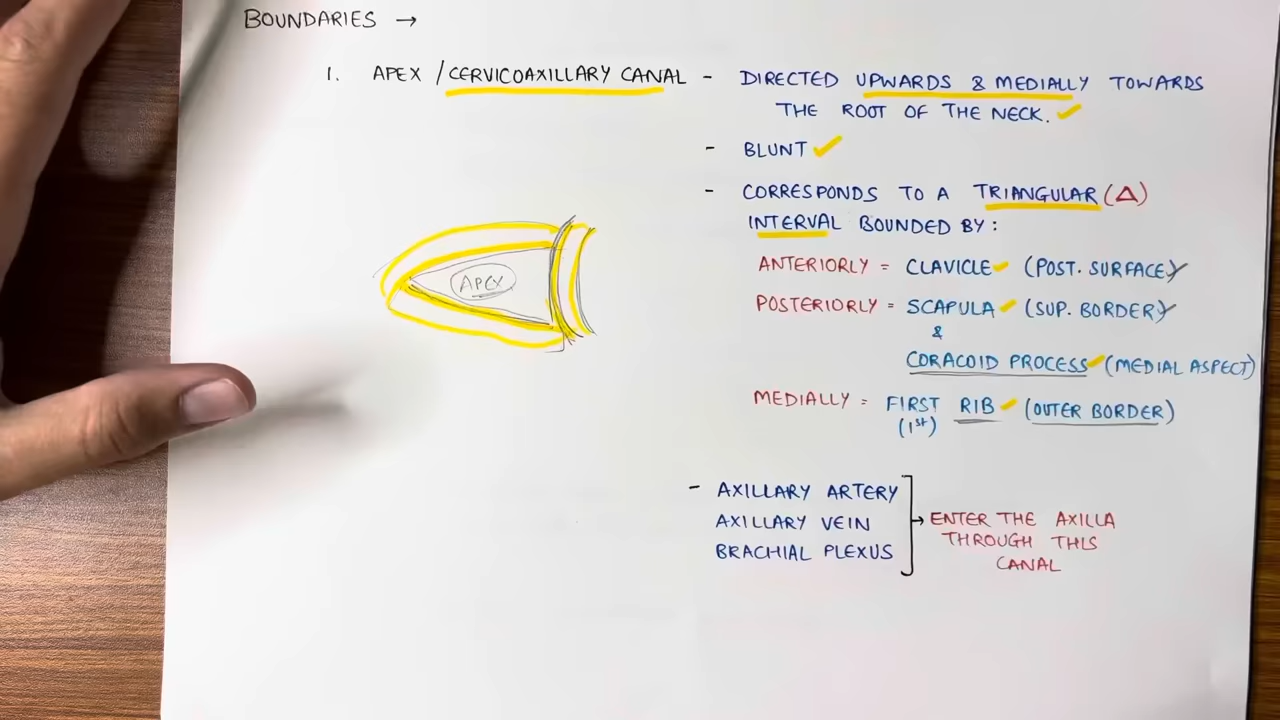 BOUNDARIES →
1. APEX / CERVICOAXILLARY CANAL - DIRECTED UPWARDS & MEDIALLY TOWARDS
THE ROOT OF THE NECK.
- BLUNT
- CORRESPONDS TO A TRIANGULAR (Δ)
INTERVAL BOUNDED BY:
ANTERIORLY = CLAVICLE (POST. SURFACE)
POSTERIORLY = SCAPULA (SUP. BORDER)
&
CORACOID PROCESS (MEDIAL ASPECT)
MEDIALLY = FIRST RIB (OUTER BORDER)
(1st)
APEX
- AXILLARY ARTERY
AXILLARY VEIN
BRACHIAL PLEXUS
→ ENTER THE AXILLA
THROUGH THIS
CANAL